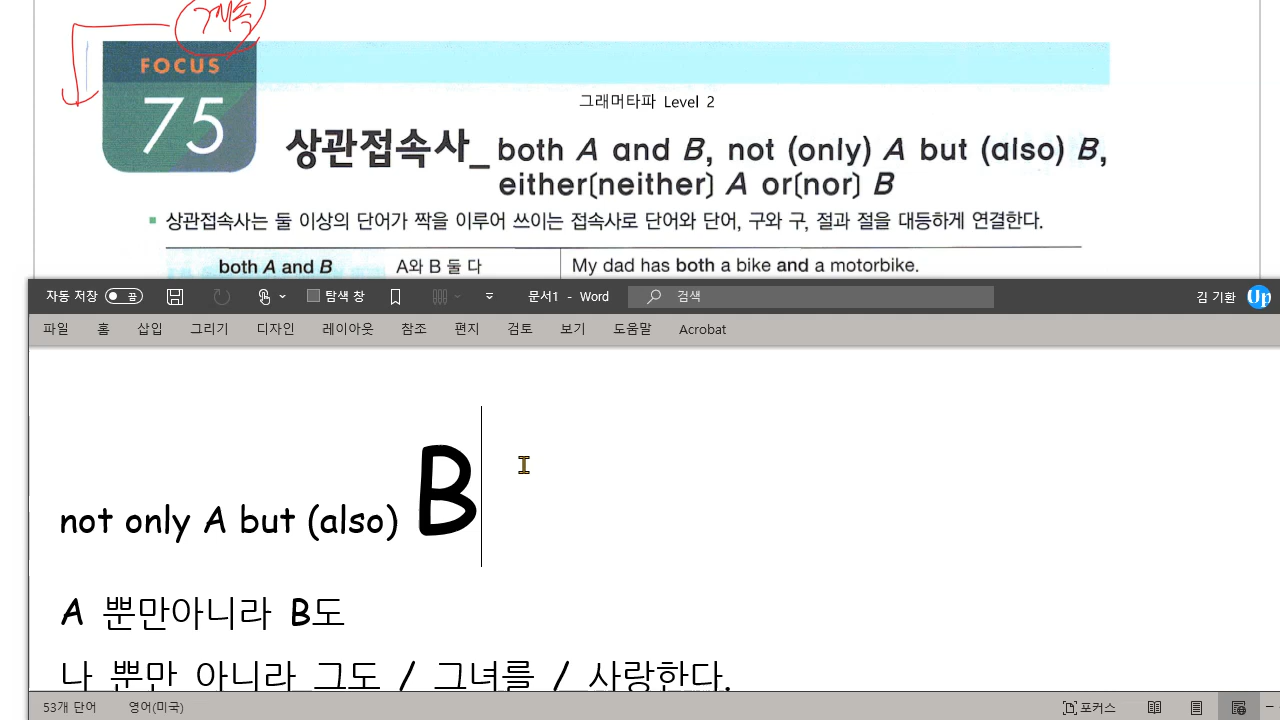 계속
FOCUS
75
그래머타파 Level 2
상관접속사_ both A and B, not (only) A but (also) B,
either(neither) A or(nor) B
상관접속사는 둘 이상의 단어가 짝을 이루어 쓰이는 접속사로 단어와 단어, 구와 구, 절과 절을 대등하게 연결한다.
both A and B A와 B 둘 다 My dad has both a bike and a motorbike.
자동 저장 끔 탐색 창 문서1 - Word 검색 김 기환 Up
파일 홈 삽입 그리기 디자인 레이아웃 참조 편지 검토 보기 도움말 Acrobat
not only A but (also) B
A 뿐만아니라 B도
나 뿐만 아니라 그도 / 그녀를 / 사랑한다.
53개 단어 영어(미국) 포커스